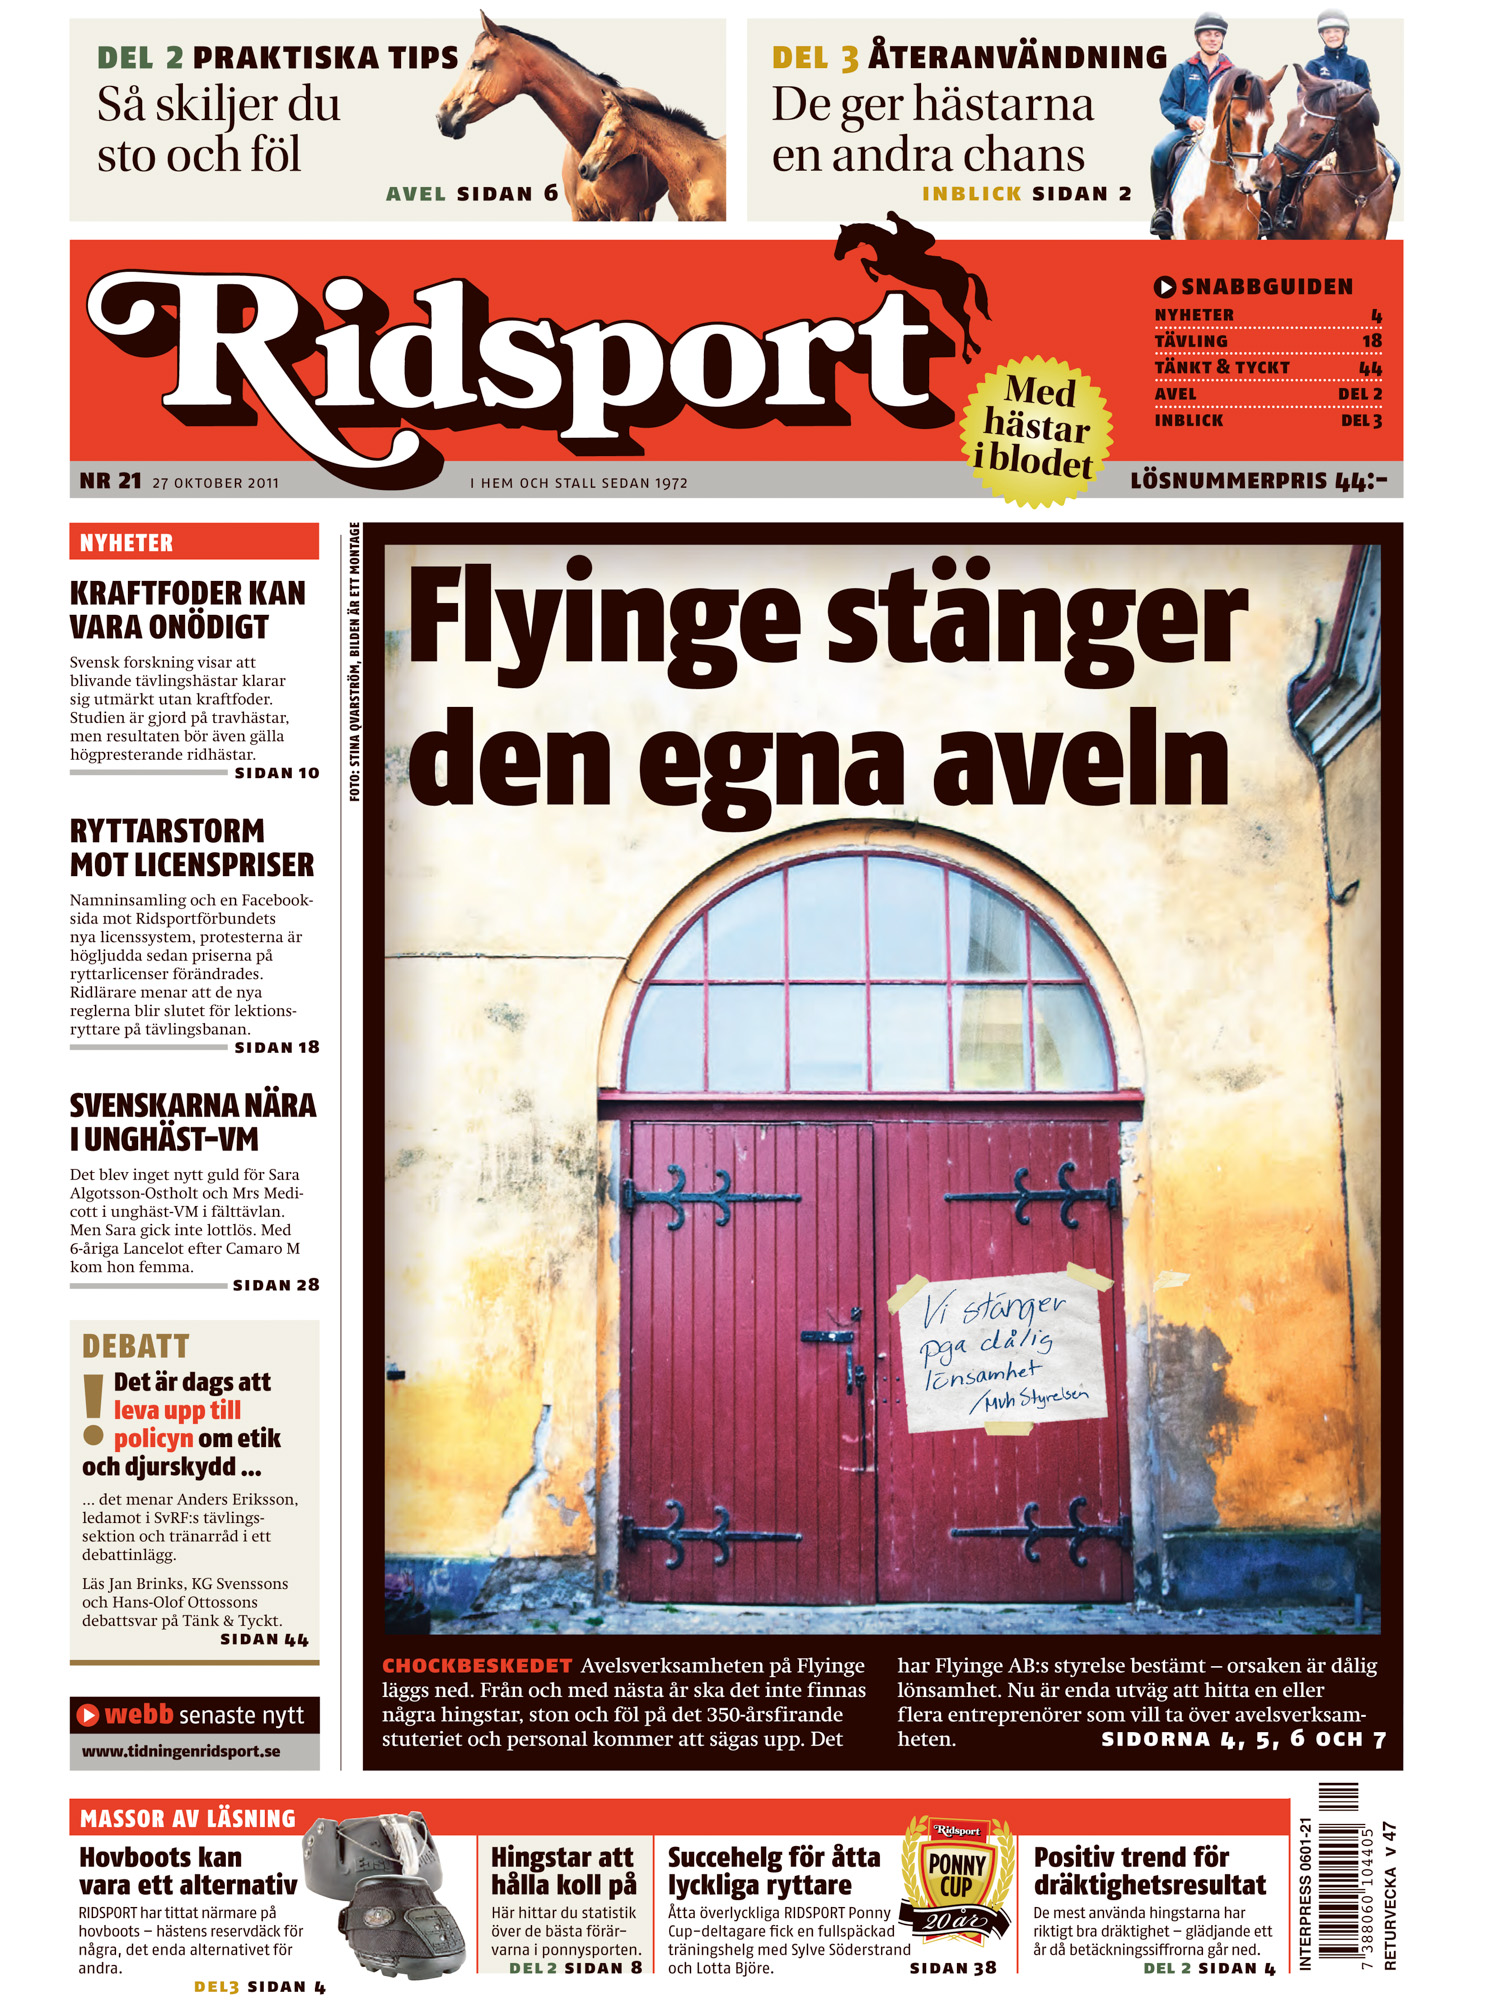 DEL 2 PRAKTISKA TIPS
Så skiljer du
sto och föl
AVEL SIDAN 6
DEL 3 ÅTERANVÄNDNING
De ger hästarna
en andra chans
INBLICK SIDAN 2
Ridsport
Med
hästar
i blodet
SNABBGUIDEN
NYHETER 4
TÄVLING 18
TÄNKT & TYCKT 44
AVEL DEL 2
INBLICK DEL 3
NR 21 27 OKTOBER 2011
I HEM OCH STALL SEDAN 1972
LÖSNUMMERPRIS 44:-
NYHETER
KRAFTFODER KAN
VARA ONÖDIGT
Svensk forskning visar att
blivande tävlingshästar klarar
sig utmärkt utan kraftfoder.
Studien är gjord på travhästar,
men resultaten bör även gälla
högpresterande ridhästar.
SIDAN 10
RYTTARSTORM
MOT LICENSPRISER
Namninsamling och en Facebook-
sida mot Ridsportförbundets
nya licenssystem, protesterna är
högljudda sedan priserna på
ryttarlicenser förändrades.
Ridlärare menar att de nya
reglerna blir slutet för lektions-
ryttare på tävlingsbanan.
SIDAN 18
SVENSKARNA NÄRA
I UNGHÄST-VM
Det blev inget nytt guld för Sara
Algotsson-Ostholt och Mrs Medi-
cott i unghäst-VM i fälttävlan.
Men Sara gick inte lottlös. Med
6-åriga Lancelot efter Camaro M
kom hon femma.
SIDAN 28
DEBATT
! Det är dags att
leva upp till
policyn om etik
och djurskydd ...
... det menar Anders Eriksson,
ledamot i SvRF:s tävlings-
sektion och tränarråd i ett
debattinlägg.
Läs Jan Brinks, KG Svenssons
och Hans-Olof Ottossons
debattsvar på Tänk & Tyckt.
SIDAN 44
webb senaste nytt
www.tidningenridsport.se
FOTO: STINA QVARSTRÖM, BILDEN ÄR ETT MONTAGE
Flyinge stänger
den egna aveln
Vi stänger
pga dålig
lönsamhet
/Mvh Styrelsen
CHOCKBESKEDET Avelsverksamheten på Flyinge
läggs ned. Från och med nästa år ska det inte finnas
några hingstar, ston och föl på det 350-årsfirande
stuteriet och personal kommer att sägas upp. Det
har Flyinge AB:s styrelse bestämt – orsaken är dålig
lönsamhet. Nu är enda utväg att hitta en eller
flera entreprenörer som vill ta över avelsverksam-
heten. SIDORNA 4, 5, 6 OCH 7
MASSOR AV LÄSNING
Hovboots kan
vara ett alternativ
RIDSPORT har tittat närmare på
hovboots – hästens reservdäck för
några, det enda alternativet för
andra.
DEL3 SIDAN 4
Hingstar att
hålla koll på
Här hittar du statistik
över de bästa förär-
varna i ponnysporten.
DEL 2 SIDAN 8
Succehelg för åtta
lyckliga ryttare
Åtta överlyckliga RIDSPORT Ponny
Cup-deltagare fick en fullspäckad
träningshelg med Sylve Söderstrand
och Lotta Björe.
SIDAN 38
Ridsport
PONNY
CUP
20 år
Positiv trend för
dräktighetsresultat
De mest använda hingstarna har
riktigt bra dräktighet – glädjande ett
år då betäckningssiffrorna går ned.
DEL 2 SIDAN 4
INTERPRESS 0601-21
7 388060 104405
RETURVECKA v 47